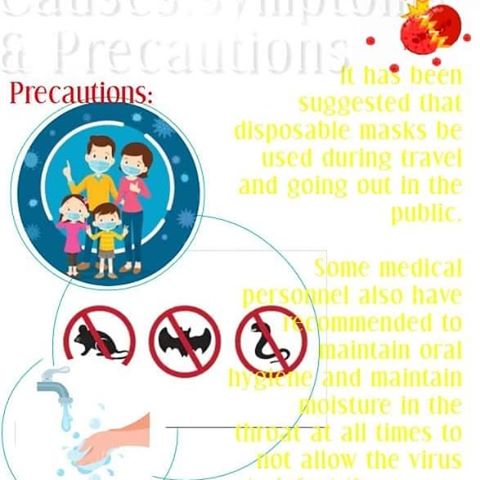 Causes, Symptom
& Precautions
Precautions:
It has been
suggested that
disposable masks be
used during travel
and going out in the
public.
Some medical
personnel also have
recommended to
maintain oral
hygiene and maintain
moisture in the
throat at all times to
not allow the virus